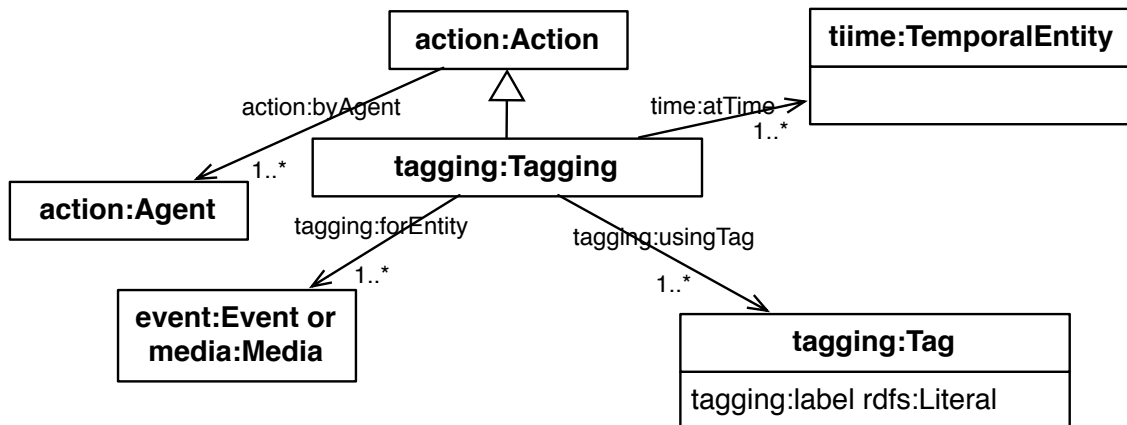 action:Action
tiime:TemporalEntity
action:byAgent
time:atTime
1..*
1..*
tagging:Tagging
action:Agent
tagging:forEntity
tagging:usingTag
1..*
1..*
event:Event or
media:Media
tagging:Tag
tagging:label rdfs:Literal